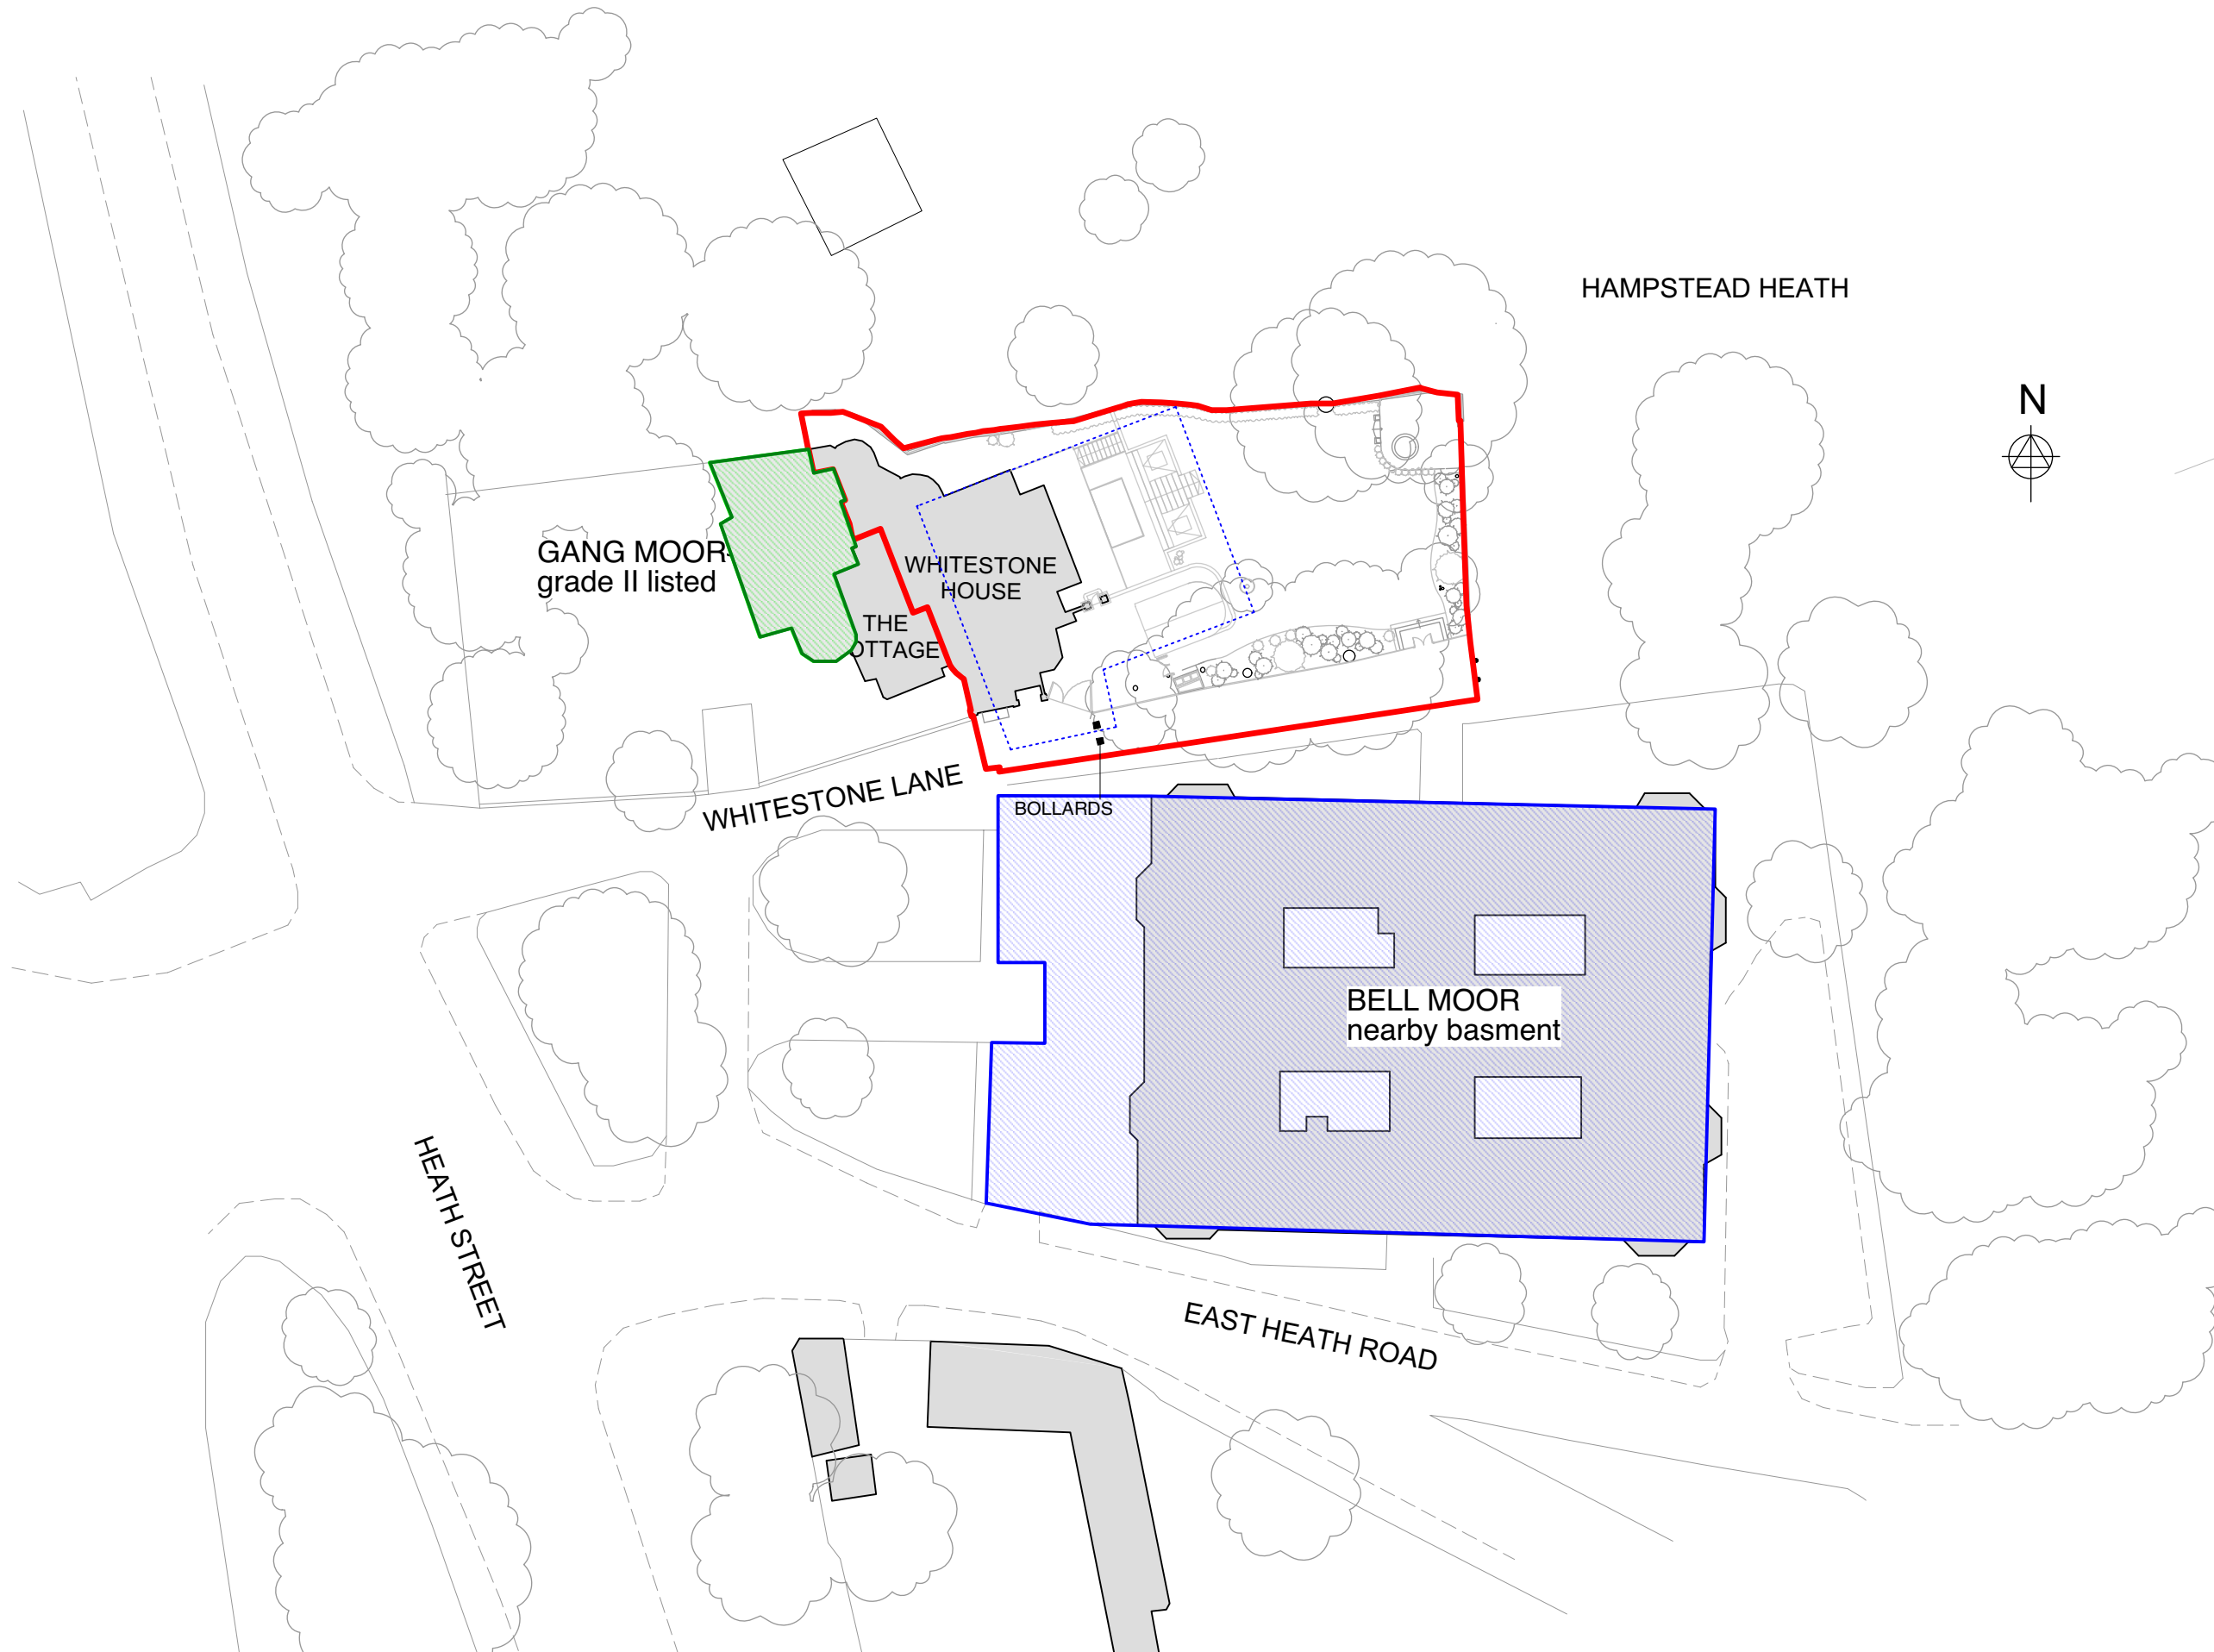 HAMPSTEAD HEATH
N
GANG MOOR
grade II listed
WHITESTONE
HOUSE
THE
OTTAGE
WHITESTONE LANE
BOLLARDS
BELL MOOR
nearby basment
HEATH STREET
EAST HEATH ROAD